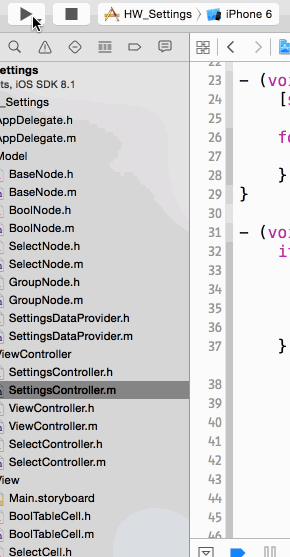 HW_Settings
iPhone 6
ettings
ts, iOS SDK 8.1
_Settings
AppDelegate.h
AppDelegate.m
Model
BaseNode.h
BaseNode.m
BoolNode.h
BoolNode.m
SelectNode.h
SelectNode.m
GroupNode.h
GroupNode.m
SettingsDataProvider.h
SettingsDataProvider.m
ViewController
SettingsController.h
SettingsController.m
ViewController.h
ViewController.m
SelectController.h
SelectController.m
View
Main.storyboard
BoolTableCell.h
BoolTableCell.m
SelectCell.h
22
23 - (voi
24 [s
25
26 fo
27
28 }
29 }
30
31 - (voi
32 if
33
34
35
36
37 }
38
39
40
41
42
43
44
45
46